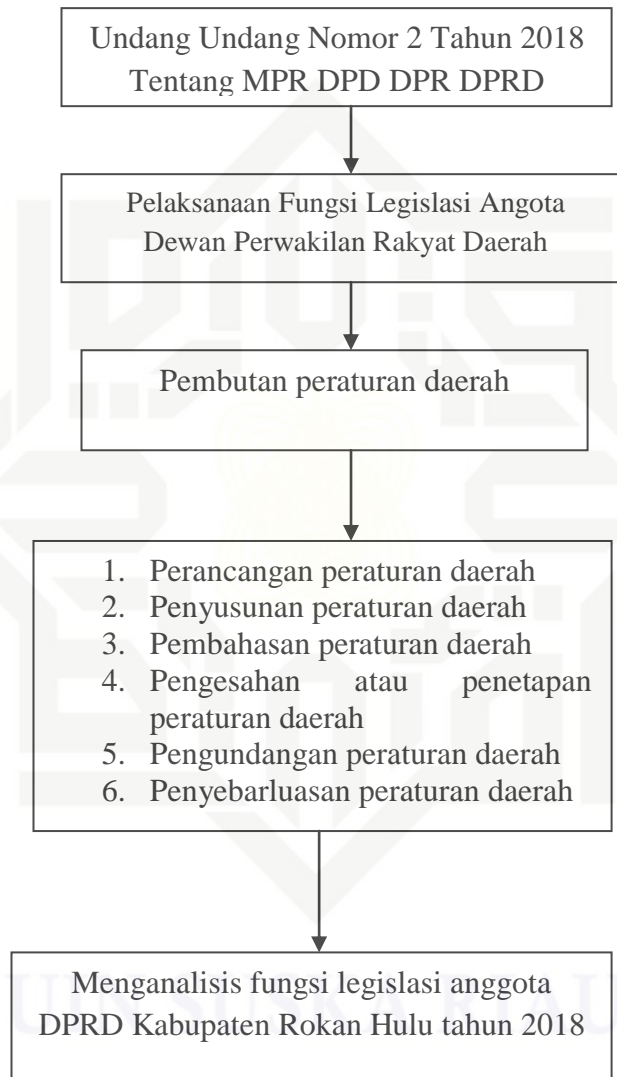 Undang Undang Nomor 2 Tahun 2018
Tentang MPR DPD DPR DPRD
Pelaksanaan Fungsi Legislasi Angota
Dewan Perwakilan Rakyat Daerah
Pembutan peraturan daerah
1. Perancangan peraturan daerah
2. Penyusunan peraturan daerah
3. Pembahasan peraturan daerah
4. Pengesahan atau penetapan
peraturan daerah
5. Pengundangan peraturan daerah
6. Penyebarluasan peraturan daerah
Menganalisis fungsi legislasi anggota
DPRD Kabupaten Rokan Hulu tahun 2018
UIN SUSKA RIAU